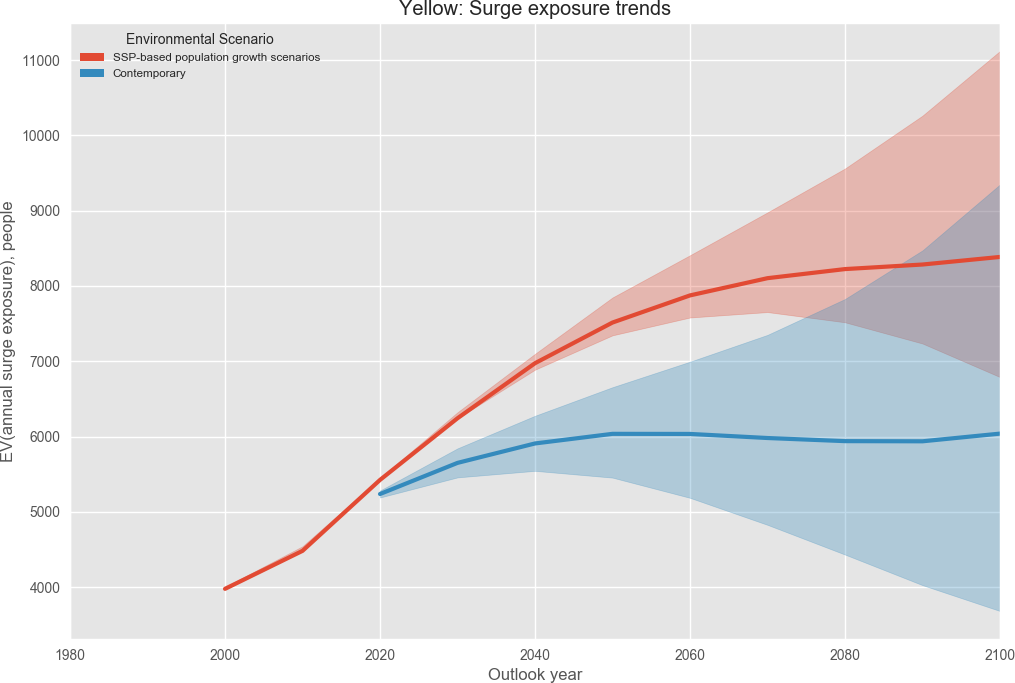 Yellow: Surge exposure trends
Environmental Scenario
SSP-based population growth scenarios
Contemporary
EV(annual surge exposure), people
11000
10000
9000
8000
7000
6000
5000
4000
1980 2000 2020 2040 2060 2080 2100
Outlook year